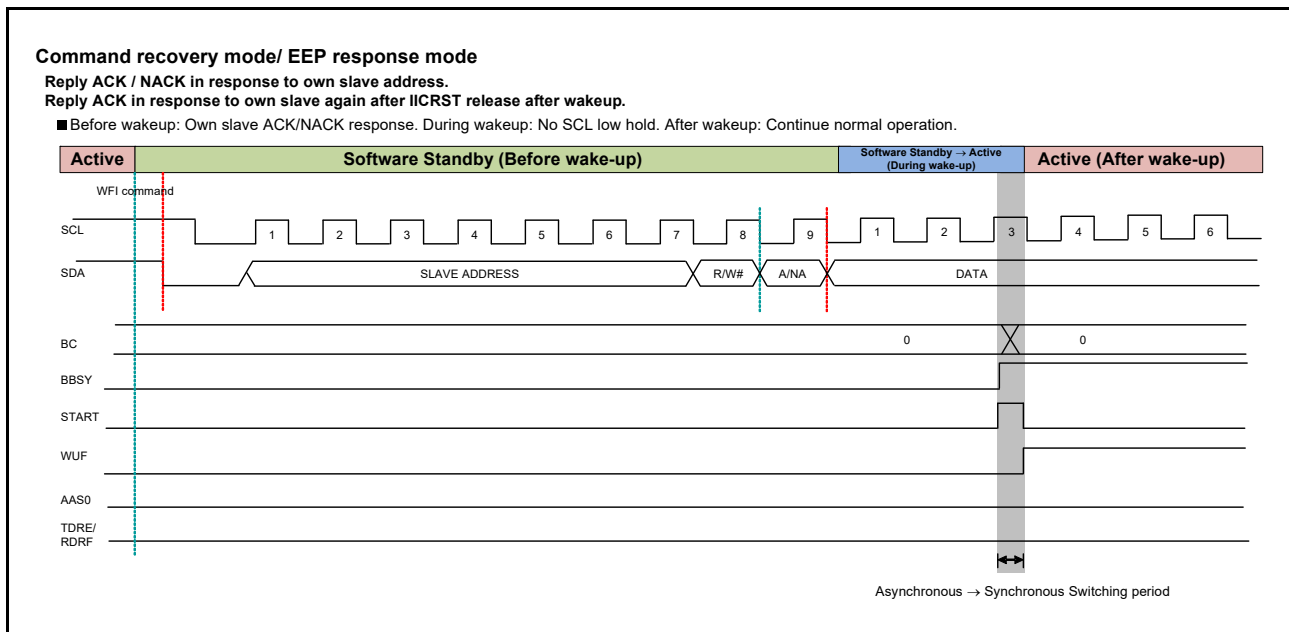 Command recovery mode/ EEP response mode
Reply ACK / NACK in response to own slave address.
Reply ACK in response to own slave again after IICRST release after wakeup.
■ Before wakeup: Own slave ACK/NACK response. During wakeup: No SCL low hold. After wakeup: Continue normal operation.
Active Software Standby (Before wake-up) Software Standby → Active Active (After wake-up)
(During wake-up)
WFI command
SCL 1 2 3 4 5 6 7 8 9 1 2 3 4 5 6
SDA SLAVE ADDRESS R/W# A/NA DATA
BC 0 0
BBSY
START
WUF
AAS0
TDRE/
RDRF
Asynchronous → Synchronous Switching period